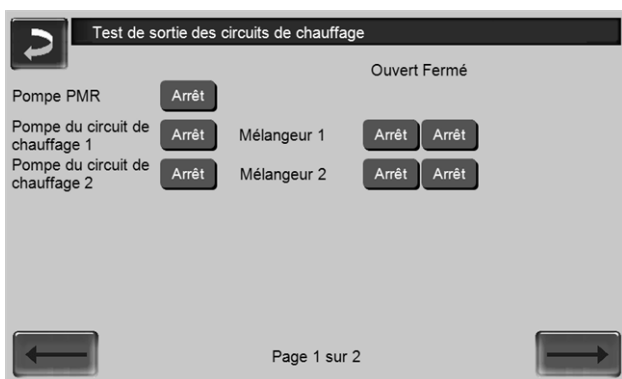 Test de sortie des circuits de chauffage
Ouvert Fermé
Pompe PMR Arrêt
Pompe du circuit de
chauffage 1 Arrêt Mélangeur 1 Arrêt Arrêt
Pompe du circuit de
chauffage 2 Arrêt Mélangeur 2 Arrêt Arrêt
Page 1 sur 2